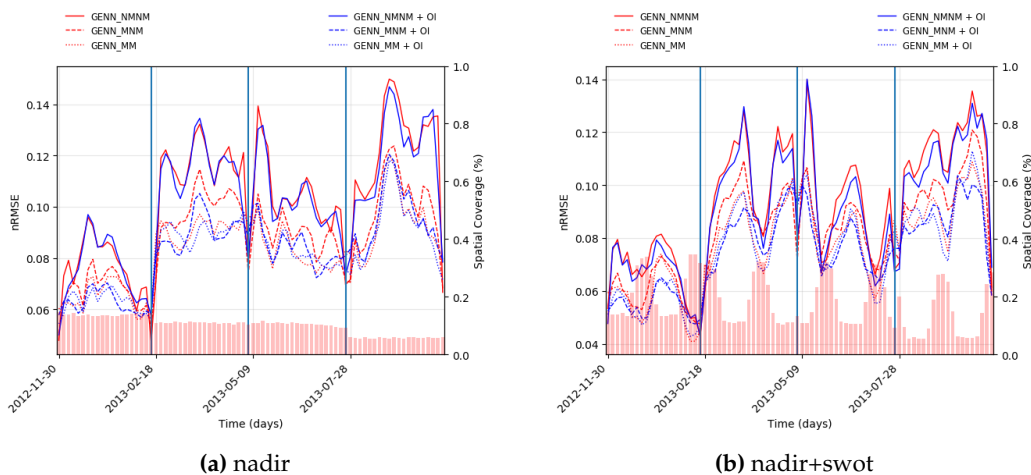 GENN_NMNM
GENN_MNM
GENN_MM
GENN_NMNM + OI
GENN_MNM + OI
GENN_MM + OI
nRMSE
0.14
0.12
0.10
0.08
0.06
1.0
0.8
0.6
0.4
0.2
0.0
Spatial Coverage (%)
2012-11-30
2013-02-18
2013-05-09
2013-07-28
Time (days)
(a) nadir
GENN_NMNM
GENN_MNM
GENN_MM
GENN_NMNM + OI
GENN_MNM + OI
GENN_MM + OI
nRMSE
0.14
0.12
0.10
0.08
0.06
0.04
1.0
0.8
0.6
0.4
0.2
0.0
Spatial Coverage (%)
2012-11-30
2013-02-18
2013-05-09
2013-07-28
Time (days)
(b) nadir+swot